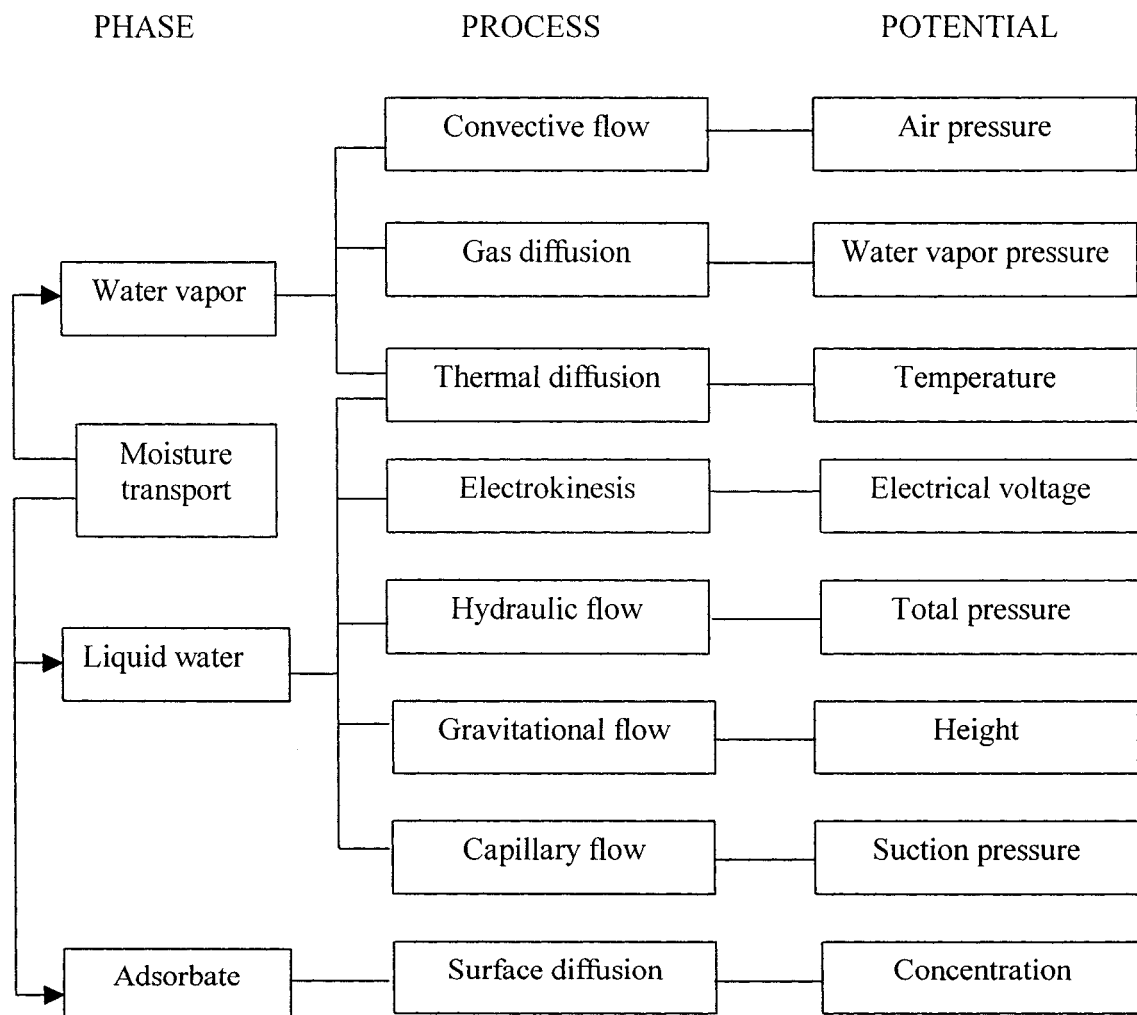 PHASE PROCESS POTENTIAL
Convective flow Air pressure
Gas diffusion Water vapor pressure
Water vapor
Thermal diffusion Temperature
Moisture
transport
Electrokinesis Electrical voltage
Hydraulic flow Total pressure
Liquid water
Gravitational flow Height
Capillary flow Suction pressure
Adsorbate Surface diffusion Concentration